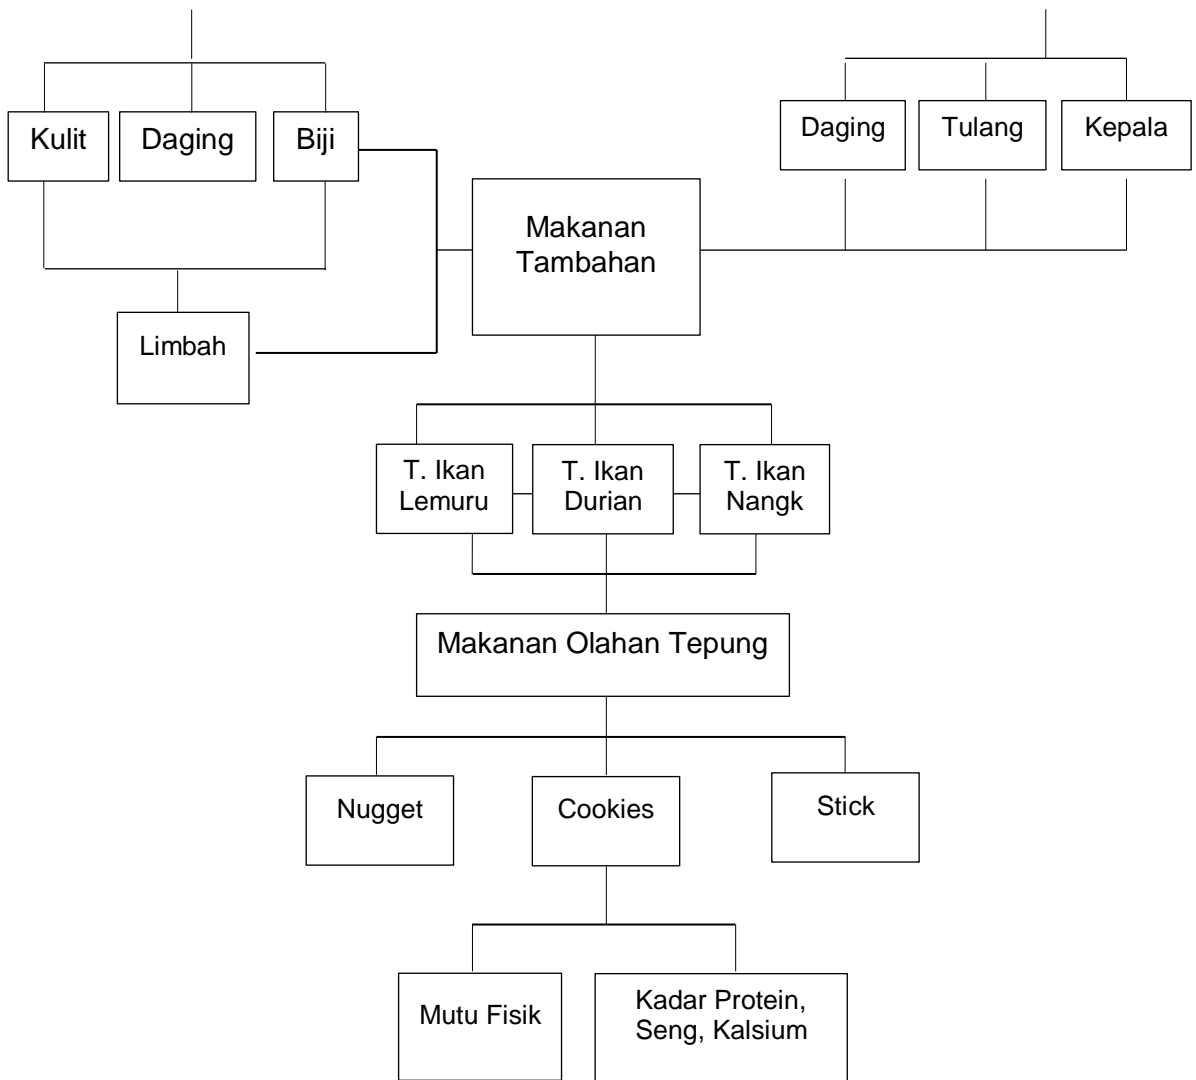 Kulit
Daging
Biji
Daging
Tulang
Kepala
Makanan
Tambahan
Limbah
T. Ikan
Lemuru
T. Ikan
Durian
T. Ikan
Nangk
Makanan Olahan Tepung
Nugget
Cookies
Stick
Mutu Fisik
Kadar Protein,
Seng, Kalsium